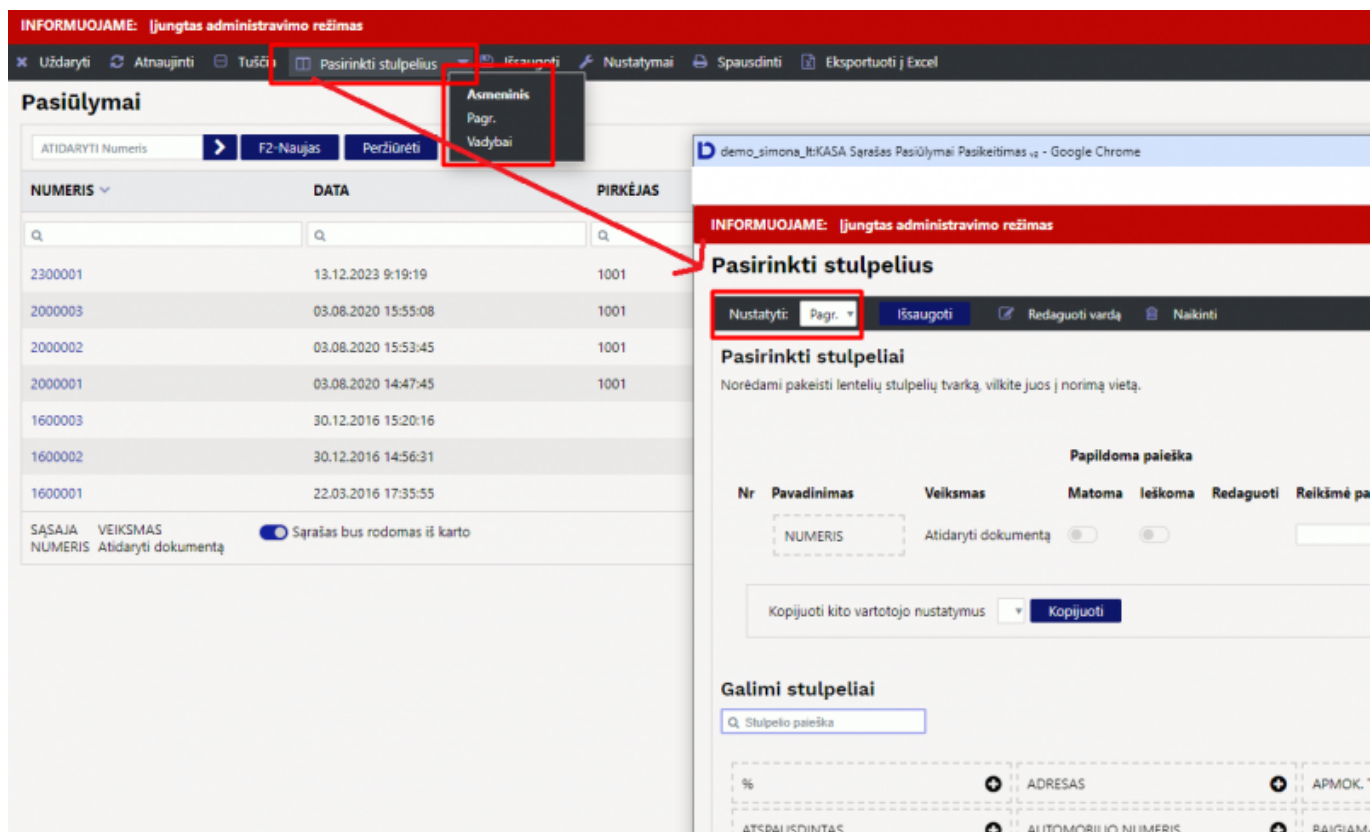 INFORMUOJAME: Įjungtas administravimo režimas
Uždaryti Atnaujinti Pasirinkti stulpelius Išsaugoti Nustatymai Spausdinti Eksportuoti į Excel
Asmeninis
Pagr.
Vadybai
Pasiūlymai
ATIDARYTI Numeris F2-Naujas Peržiūrėti
NUMERIS DATA PIRKĖJAS
2300001 13.12.2023 9:19:19 1001
2000003 03.08.2020 15:55:08 1001
2000002 03.08.2020 15:53:45 1001
2000001 03.08.2020 14:47:45 1001
1600003 30.12.2016 15:20:16
1600002 30.12.2016 14:56:31
1600001 22.03.2016 17:35:55
SĄSAJA VEIKSMAS
NUMERIS Atidaryti dokumentą
Sąrašas bus rodomas iš karto
demo_simona_lt:KASA Sąrašas Pasiūlymai Pasikeitimas v2 - Google Chrome
INFORMUOJAME: Įjungtas administravimo režimas
Pasirinkti stulpelius
Nustatyti: Pagr. Išsaugoti Redaguoti vardą Naikinti
Pasirinkti stulpeliai
Norėdami pakeisti lentelių stulpelių tvarką, vilkite juos į norimą vietą.
Papildoma paieška
Nr Pavadinimas Veiksmas Matoma Ieškoma Redaguoti Reikšmė pa
NUMERIS Atidaryti dokumentą
Kopijuoti kito vartotojo nustatymus Kopijuoti
Galimi stulpeliai
Stulpelio paieška
% ADRESAS APMOK.
ATSPAUSDINTAS AUTOMOBILIO NUMERIS